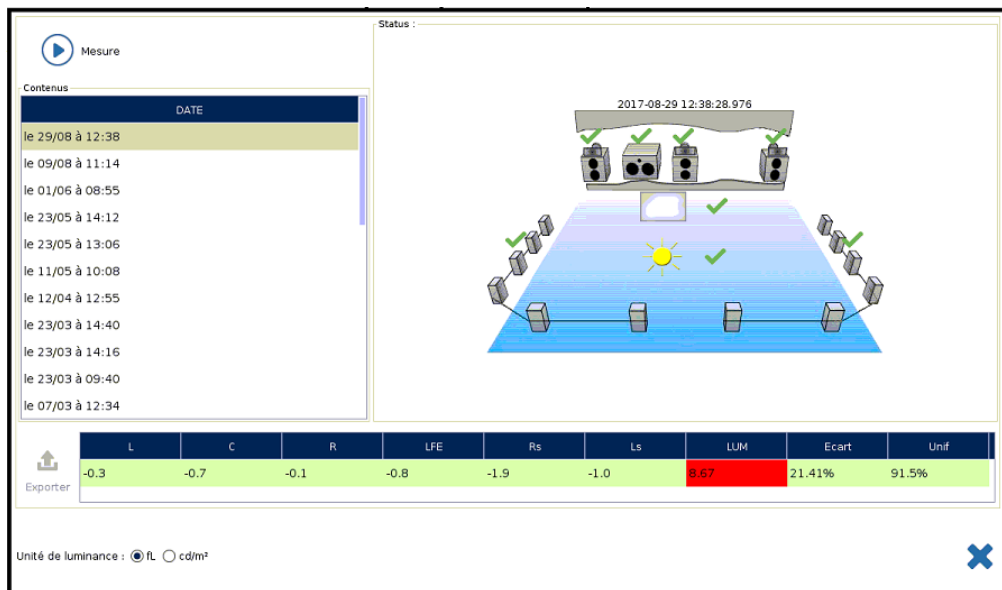 Status :
Mesure
Contenus
DATE
le 29/08 à 12:38
le 09/08 à 11:14
le 01/06 à 08:55
le 23/05 à 14:12
le 23/05 à 13:06
le 11/05 à 10:08
le 12/04 à 12:55
le 23/03 à 14:40
le 23/03 à 14:16
le 23/03 à 09:40
le 07/03 à 12:34
2017-08-29 12:38:28.976
L C R LFE Rs Ls LUM Ecart Unif
-0.3 -0.7 -0.1 -0.8 -1.9 -1.0 8.67 21.41% 91.5%
Exporter
Unité de luminance : fL cd/m²